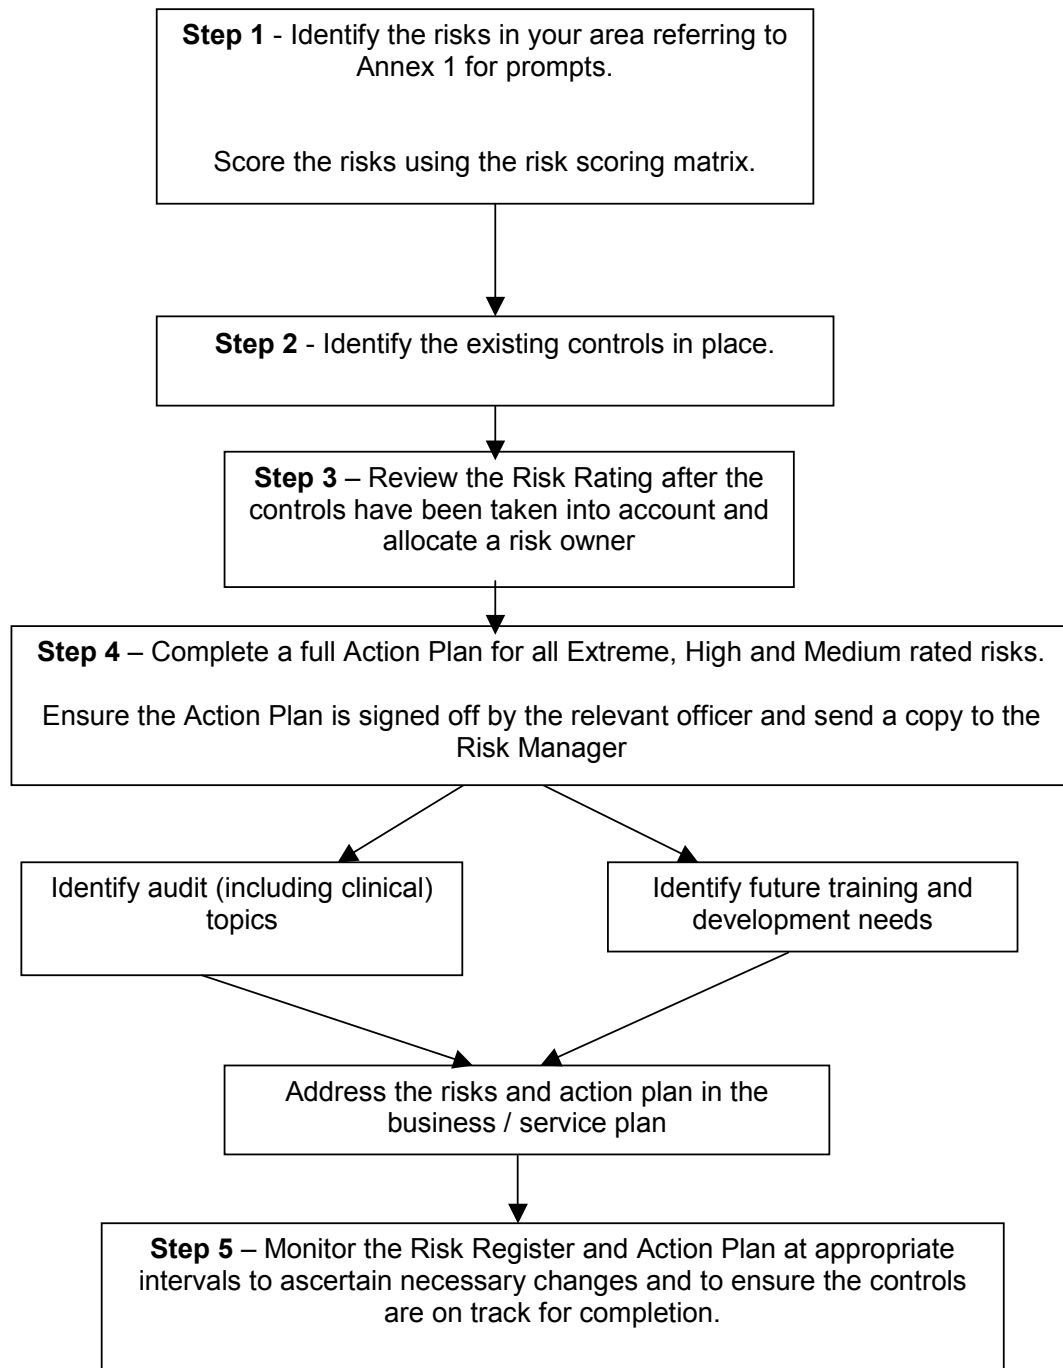 Step 1 - Identify the risks in your area referring to
Annex 1 for prompts.
Score the risks using the risk scoring matrix.
Step 2 - Identify the existing controls in place.
Step 3 – Review the Risk Rating after the
controls have been taken into account and
allocate a risk owner
Step 4 – Complete a full Action Plan for all Extreme, High and Medium rated risks.
Ensure the Action Plan is signed off by the relevant officer and send a copy to the
Risk Manager
Identify audit (including clinical)
topics
Identify future training and
development needs
Address the risks and action plan in the
business / service plan
Step 5 – Monitor the Risk Register and Action Plan at appropriate
intervals to ascertain necessary changes and to ensure the controls
are on track for completion.